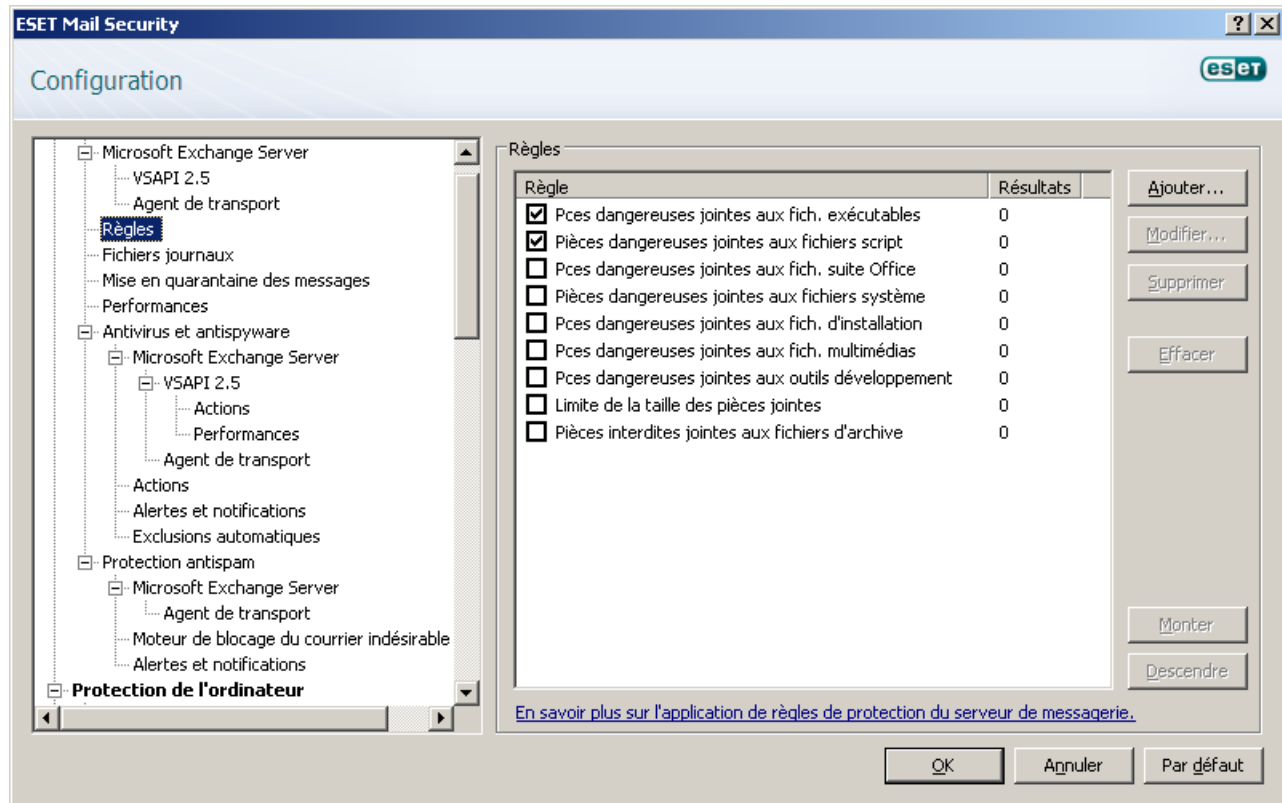 ESET Mail Security
Configuration
eset
Microsoft Exchange Server
VSAPI 2.5
Agent de transport
Règles
Fichiers journaux
Mise en quarantaine des messages
Performances
Antivirus et antispyware
Microsoft Exchange Server
VSAPI 2.5
Actions
Performances
Agent de transport
Actions
Alertes et notifications
Exclusions automatiques
Protection antispam
Microsoft Exchange Server
Agent de transport
Moteur de blocage du courrier indésirable
Alertes et notifications
Protection de l'ordinateur
Règles
Règle Résultats
Pces dangereuses jointes aux fich. exécutables 0
Pièces dangereuses jointes aux fichiers script 0
Pces dangereuses jointes aux fich. suite Office 0
Pièces dangereuses jointes aux fichiers système 0
Pces dangereuses jointes aux fich. d'installation 0
Pces dangereuses jointes aux fich. multimédias 0
Pces dangereuses jointes aux outils développement 0
Limite de la taille des pièces jointes 0
Pièces interdites jointes aux fichiers d'archive 0
En savoir plus sur l'application de règles de protection du serveur de messagerie.
Ajouter...
Modifier...
Supprimer
Effacer
Monter
Descendre
OK Annuler Par défaut